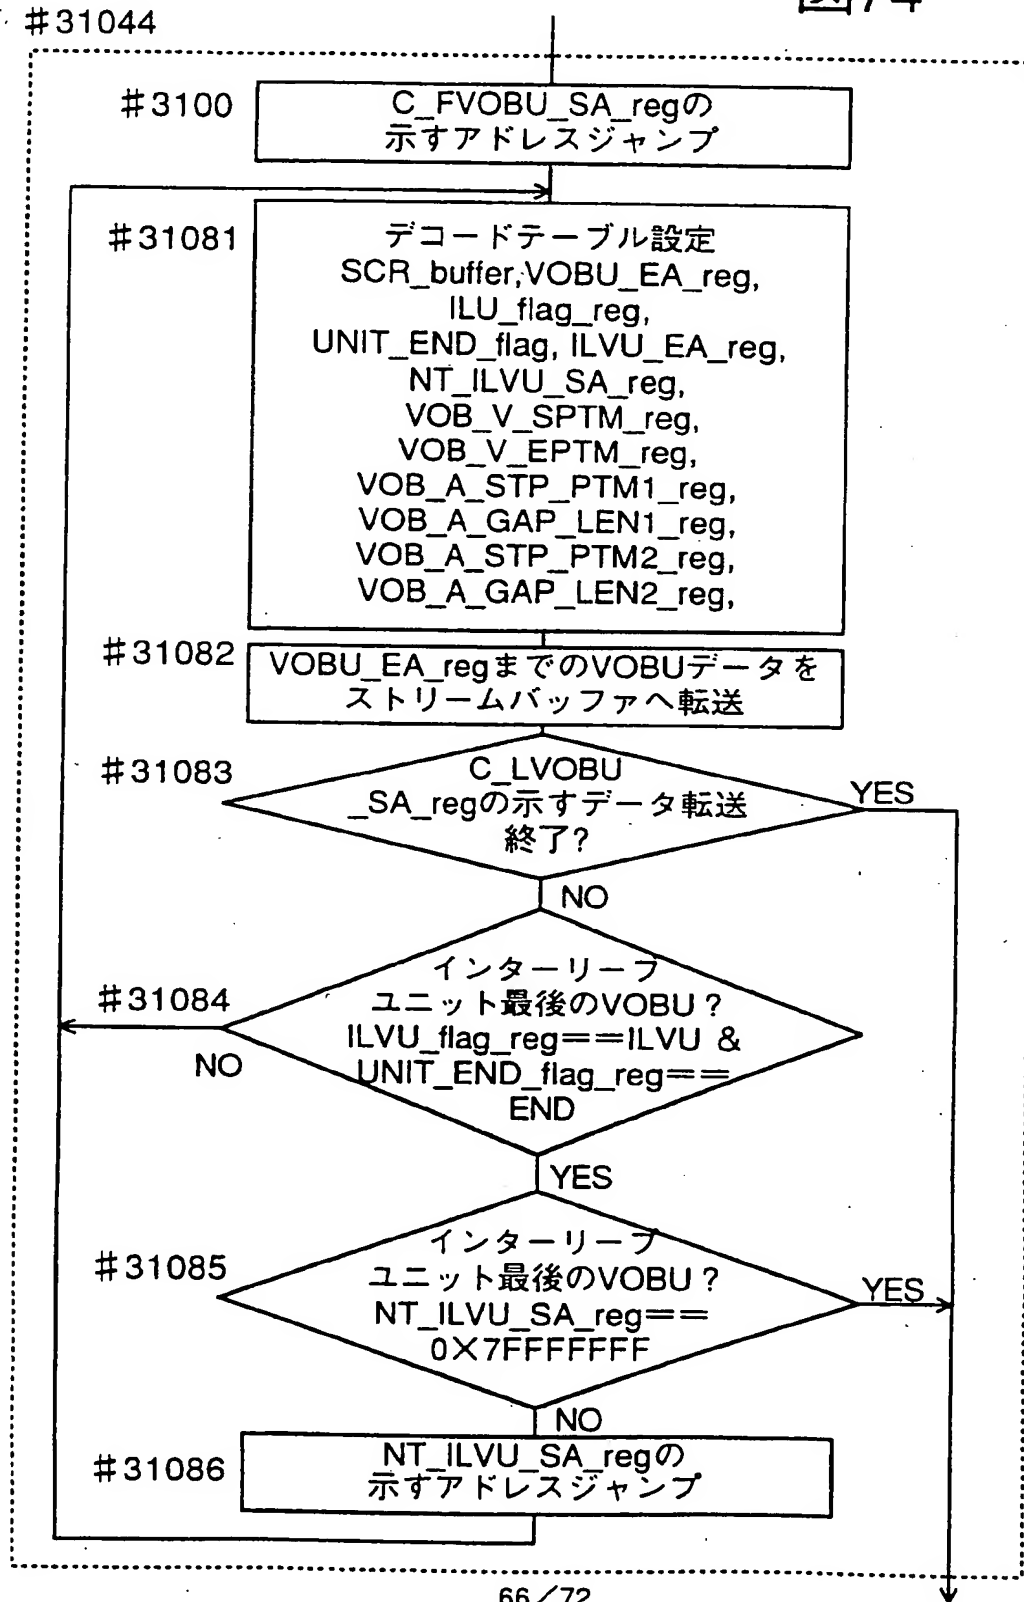 図74
#31044
#3100
C_FVOBU_SA_regの
示すアドレスジャンプ
#31081
デコードテーブル設定
SCR_buffer,VOBU_EA_reg,
ILU_flag_reg,
UNIT_END_flag, ILVU_EA_reg,
NT_ILVU_SA_reg,
VOB_V_SPTM_reg,
VOB_V_EPTM_reg,
VOB_A_STP_PTM1_reg,
VOB_A_GAP_LEN1_reg,
VOB_A_STP_PTM2_reg,
VOB_A_GAP_LEN2_reg,
#31082
VOBU_EA_regまでのVOBUデータを
ストリームバッファへ転送
#31083
C_LVOBU
_SA_regの示すデータ転送
終了?
YES
NO
#31084
インターリーブ
ユニット最後のVOBU?
ILVU_flag_reg==ILVU &
UNIT_END_flag_reg==
END
NO
YES
#31085
インターリーブ
ユニット最後のVOBU?
NT_ILVU_SA_reg==
0X7FFFFFFF
YES
NO
#31086
NT_ILVU_SA_regの
示すアドレスジャンプ
66/72